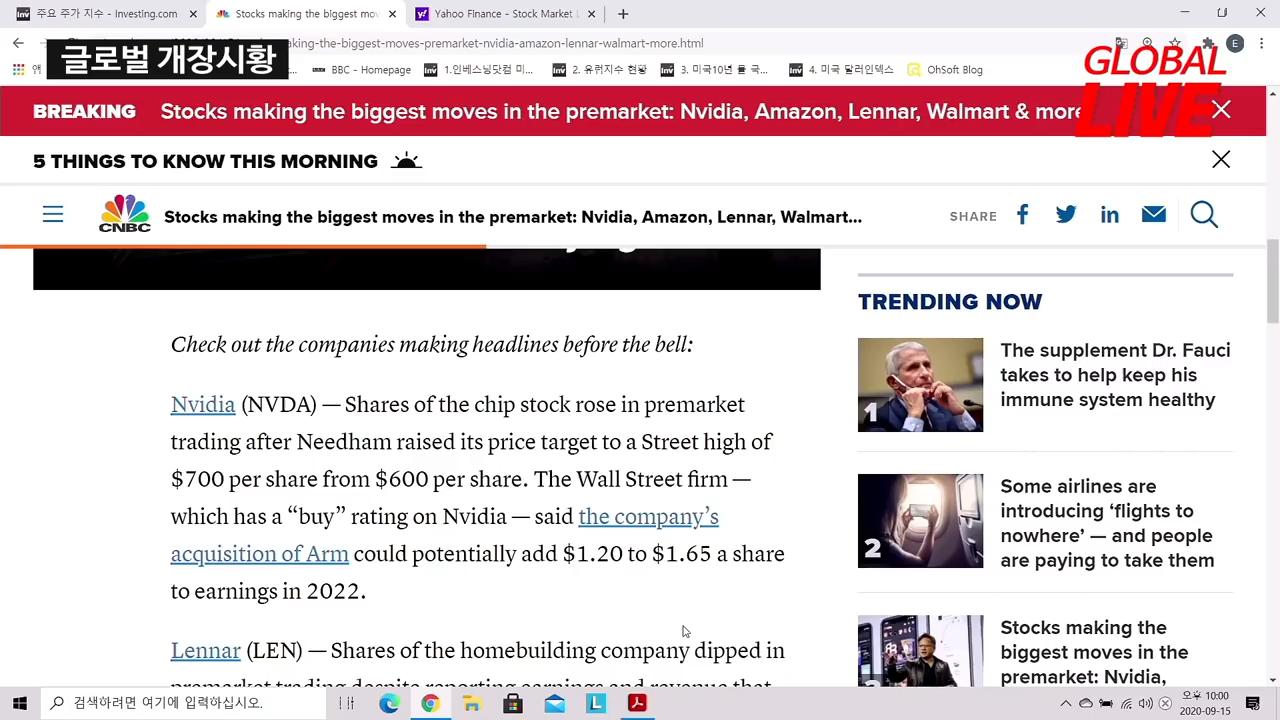 주요 주가 지수 - Investing.com
Stocks making the biggest mov
Yahoo Finance - Stock Market L
글로벌 개장시황
aking-the-biggest-moves-premarket-nvidia-amazon-lennar-walmart-more.html
GLOBAL
LIVE
BBC - Homepage
1.인베스닝닷컴 미...
2. 유퀴지수 현황
3. 미국10년 물 국...
4. 미국 달러인덱스
OhSoft Blog
BREAKING Stocks making the biggest moves in the premarket: Nvidia, Amazon, Lennar, Walmart & more
5 THINGS TO KNOW THIS MORNING
CNBC
Stocks making the biggest moves in the premarket: Nvidia, Amazon, Lennar, Walmart...
SHARE
Check out the companies making headlines before the bell:
Nvidia (NVDA) — Shares of the chip stock rose in premarket
trading after Needham raised its price target to a Street high of
$700 per share from $600 per share. The Wall Street firm —
which has a “buy” rating on Nvidia — said the company’s
acquisition of Arm could potentially add $1.20 to $1.65 a share
to earnings in 2022.
Lennar (LEN) — Shares of the homebuilding company dipped in
premarket trading despite reporting earnings and revenue that
TRENDING NOW
1
The supplement Dr. Fauci
takes to help keep his
immune system healthy
2
Some airlines are
introducing ‘flights to
nowhere’ — and people
are paying to take them
Stocks making the
biggest moves in the
premarket: Nvidia,
검색하려면 여기에 입력하십시오.
오후 10:00
2020-09-15